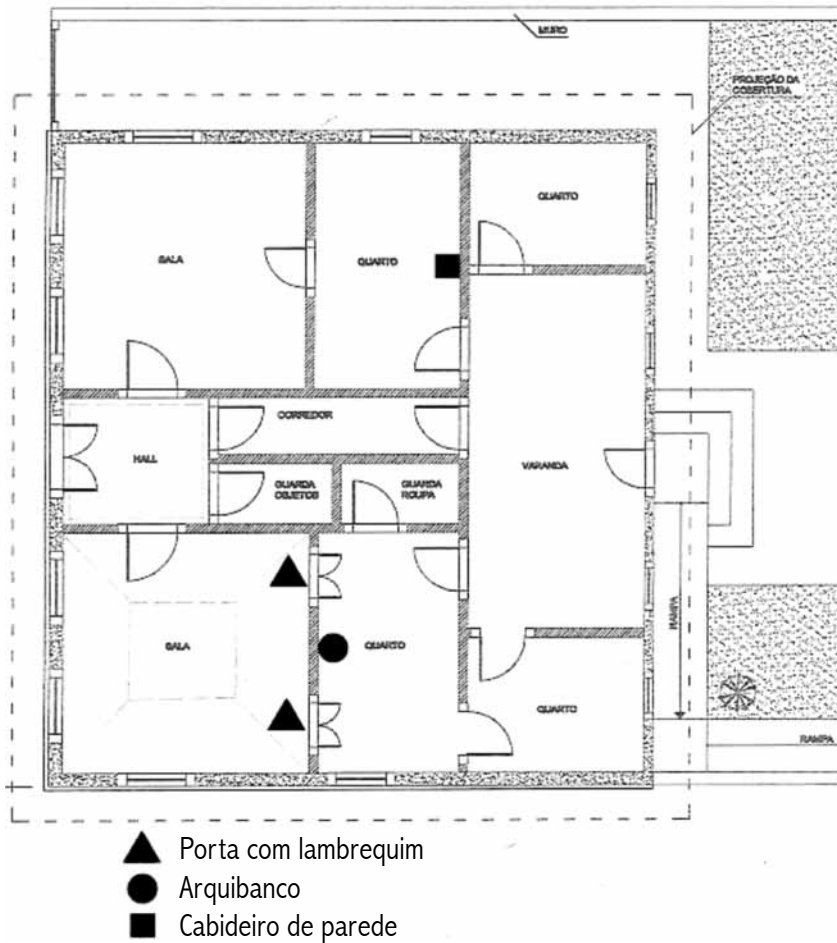 MURO
PROJEÇÃO DA
COBERTURA
QUARTO
SALA
QUARTO
CORREDOR
HALL
GUARDA
OBJETOS
GUARDA
ROUPA
VARANDA
SALA
QUARTO
RAMPA
QUARTO
RAMPA
Porta com lambrequim
Arquibanco
Cabideiro de parede